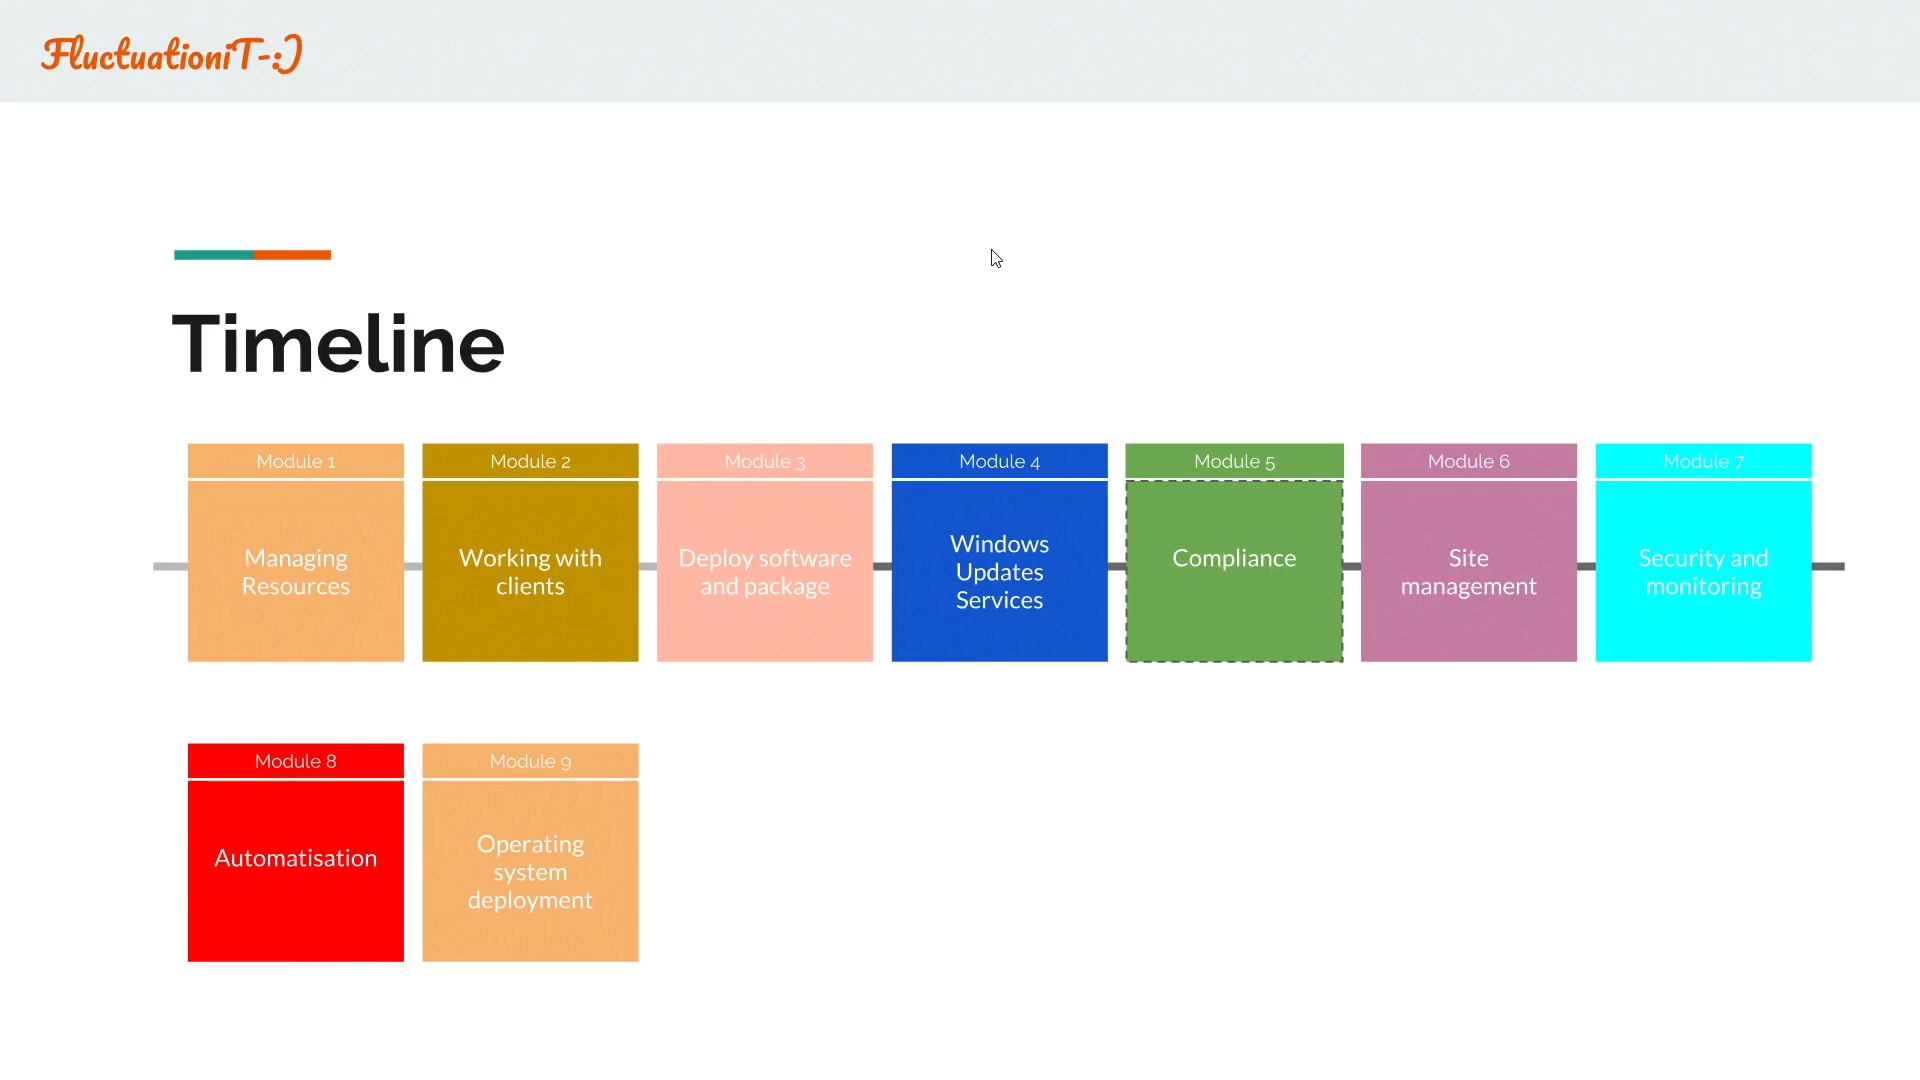 FluctuationiT-:)
Timeline
Module 1
Managing
Resources
Module 2
Working with
clients
Module 3
Deploy software
and package
Module 4
Windows
Updates
Services
Module 5
Compliance
Module 6
Site
management
Module 7
Security and
monitoring
Module 8
Automatisation
Module 9
Operating
system
deployment